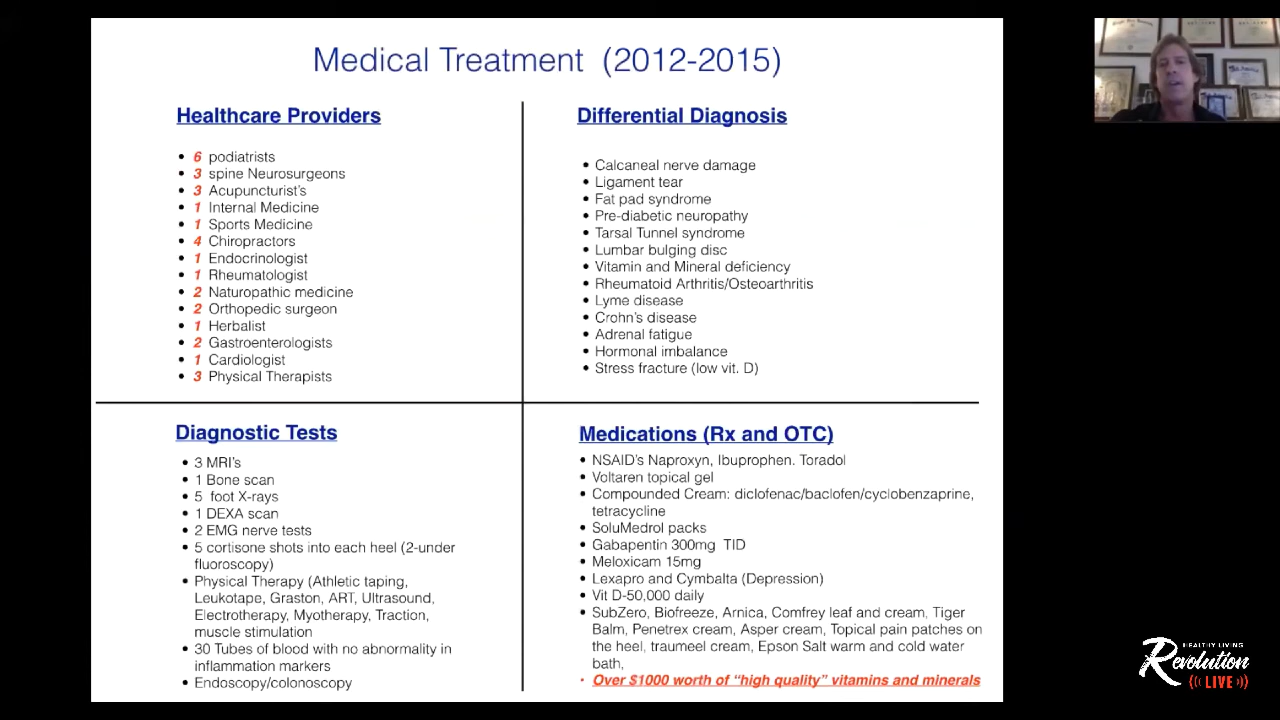 Medical Treatment (2012-2015)
Healthcare Providers
• 6 podiatrists
• 3 spine Neurosurgeons
• 3 Acupuncturist's
• 1 Internal Medicine
• 1 Sports Medicine
• 4 Chiropractors
• 1 Endocrinologist
• 1 Rheumatologist
• 2 Naturopathic medicine
• 2 Orthopedic surgeon
• 1 Herbalist
• 2 Gastroenterologists
• 1 Cardiologist
• 3 Physical Therapists
Differential Diagnosis
• Calcaneal nerve damage
• Ligament tear
• Fat pad syndrome
• Pre-diabetic neuropathy
• Tarsal Tunnel syndrome
• Lumbar bulging disc
• Vitamin and Mineral deficiency
• Rheumatoid Arthritis/Osteoarthritis
• Lyme disease
• Crohn's disease
• Adrenal fatigue
• Hormonal imbalance
• Stress fracture (low vit. D)
Diagnostic Tests
• 3 MRI's
• 1 Bone scan
• 5 foot X-rays
• 1 DEXA scan
• 2 EMG nerve tests
• 5 cortisone shots into each heel (2-under
fluoroscopy)
• Physical Therapy (Athletic taping,
Leukotape, Graston, ART, Ultrasound,
Electrotherapy, Myotherapy, Traction,
muscle stimulation
• 30 Tubes of blood with no abnormality in
inflammation markers
• Endoscopy/colonoscopy
Medications (Rx and OTC)
• NSAID's Naproxyn, Ibuprophen. Toradol
• Voltaren topical gel
• Compounded Cream: diclofenac/baclofen/cyclobenzaprine,
tetracycline
• SoluMedrol packs
• Gabapentin 300mg TID
• Meloxicam 15mg
• Lexapro and Cymbalta (Depression)
• Vit D-50,000 daily
• SubZero, Biofreeze, Arnica, Comfrey leaf and cream, Tiger
Balm, Penetrex cream, Asper cream, Topical pain patches on
the heel, traumeel cream, Epson Salt warm and cold water
bath,
• Over $1000 worth of "high quality" vitamins and minerals
HEALTHY LIVING
Revolution
LIVE